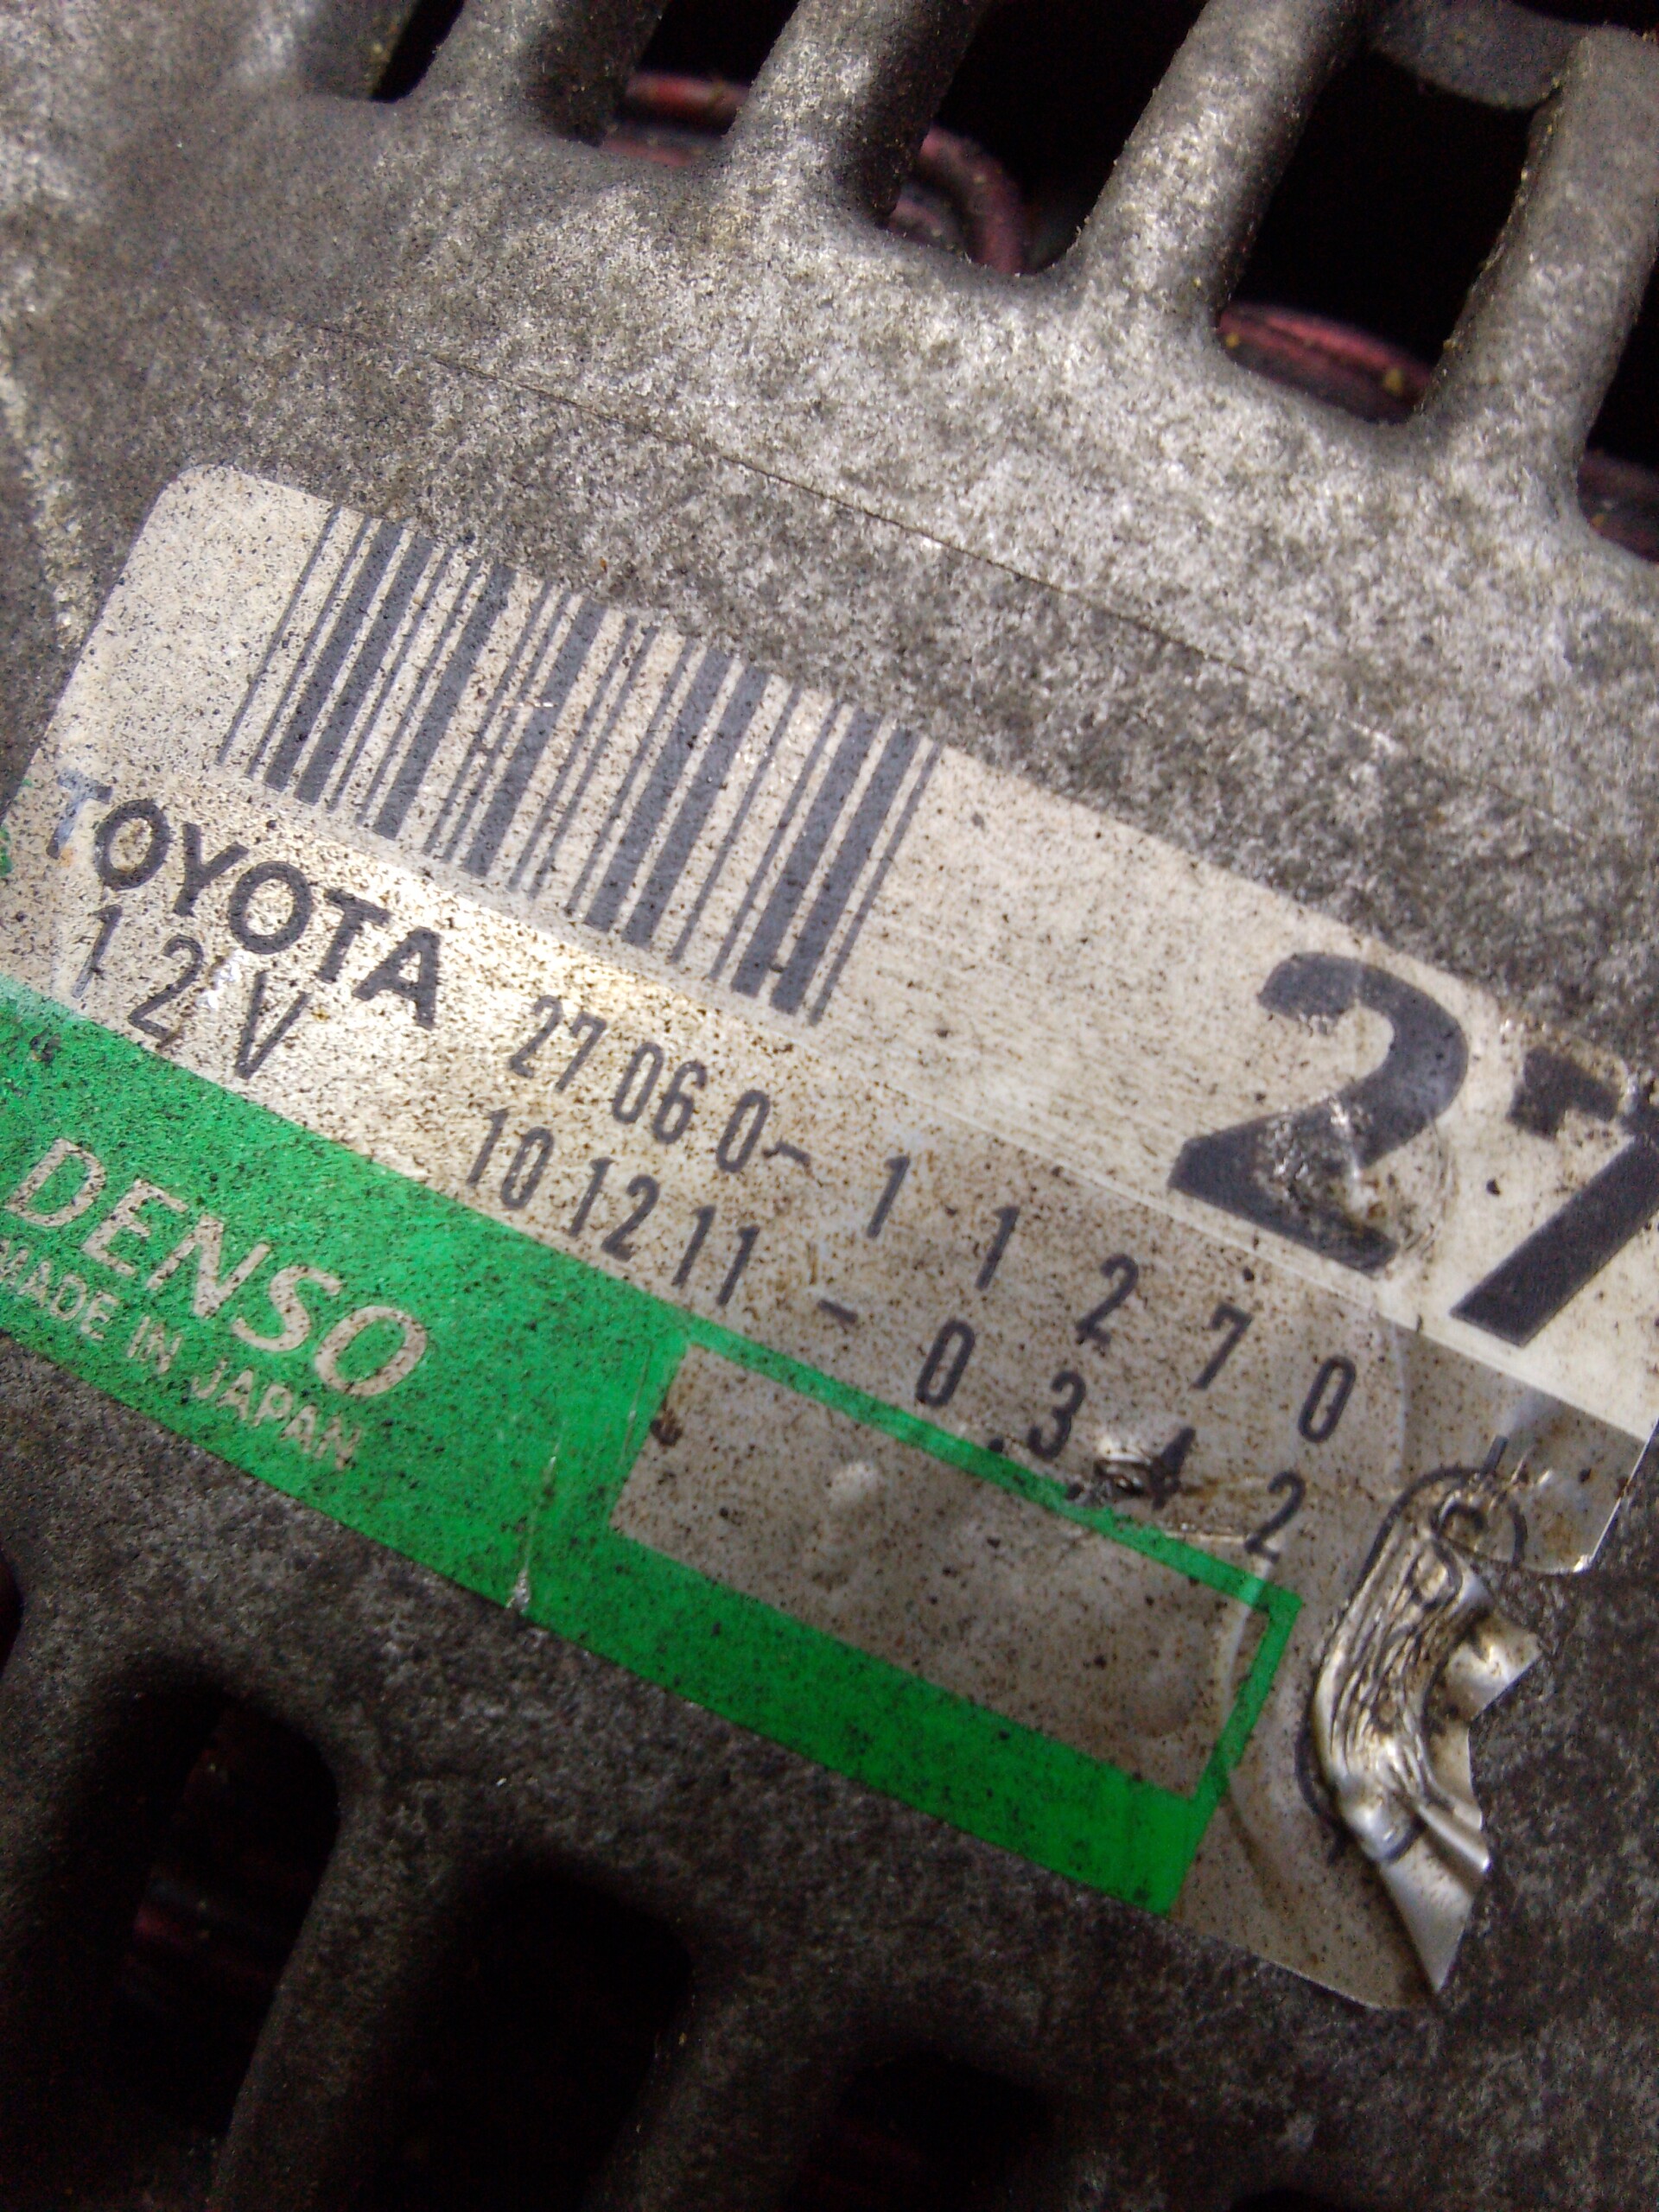 27
TOYOTA 27060-11270
12V 101211-0342
DENSO
MADE IN JAPAN